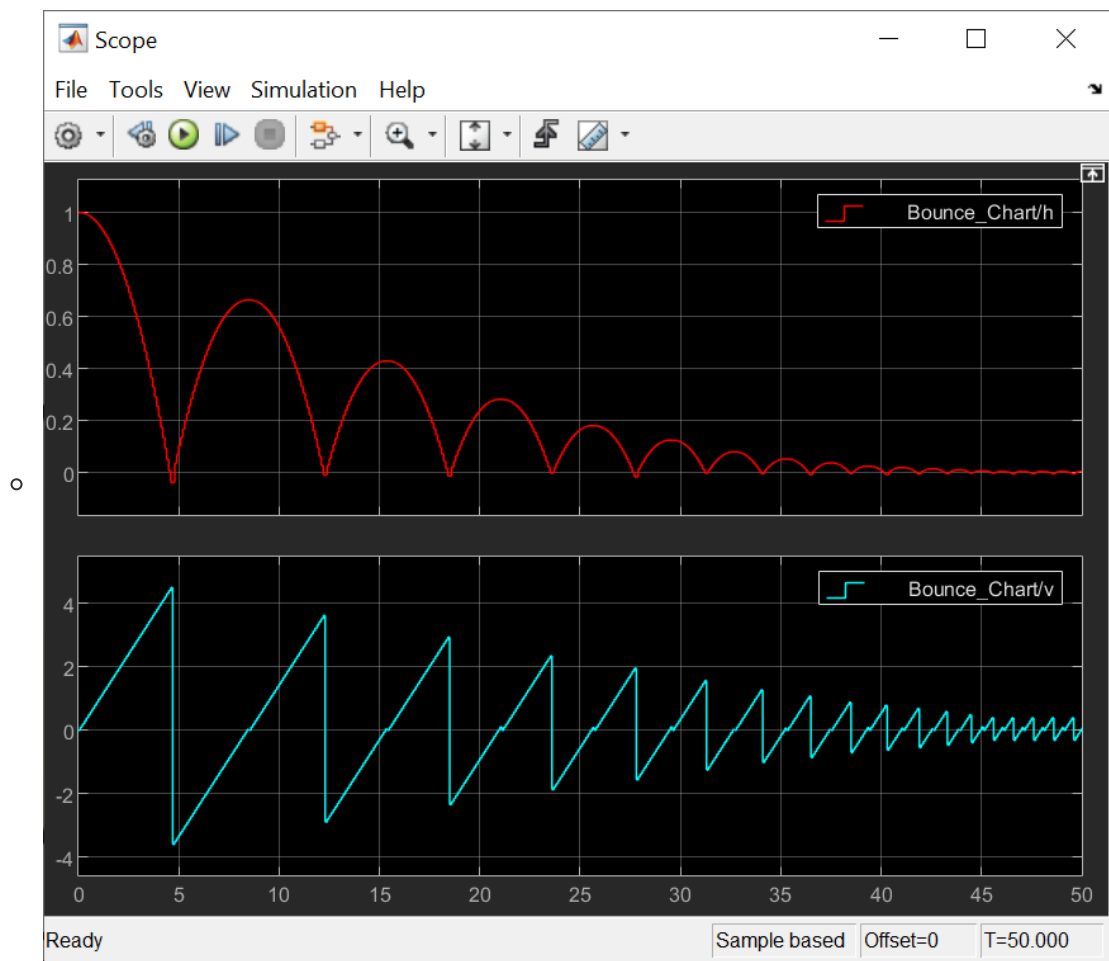 Scope
File Tools View Simulation Help
Bounce_Chart/h
1
0.8
0.6
0.4
0.2
0
Bounce_Chart/v
4
2
0
-2
-4
0 5 10 15 20 25 30 35 40 45 50
Ready Sample based Offset=0 T=50.000